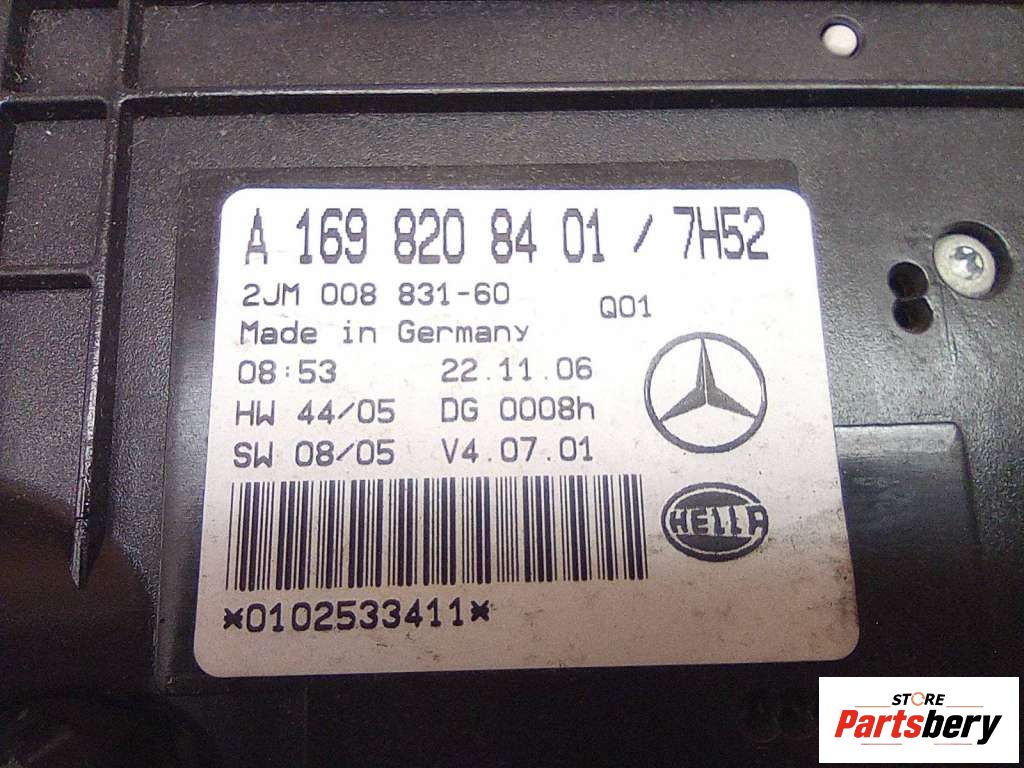 A 169 820 84 01 / 7H52
2JM 008 831-60
Q01
Made in Germany
08:53 22.11.06
HW 44/05 DG 0008h
SW 08/05 V4.07.01
HELLA
*0102533411*
STORE
Partsbery